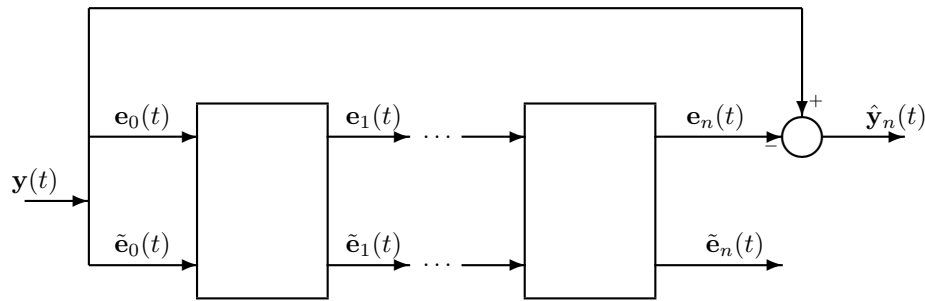 +
𝐞₀(t) 𝐞₁(t) ··· 𝐞ₙ(t) − ŷₙ(t)
𝐲(t)
ẽ₀(t) ẽ₁(t) ··· ẽₙ(t)